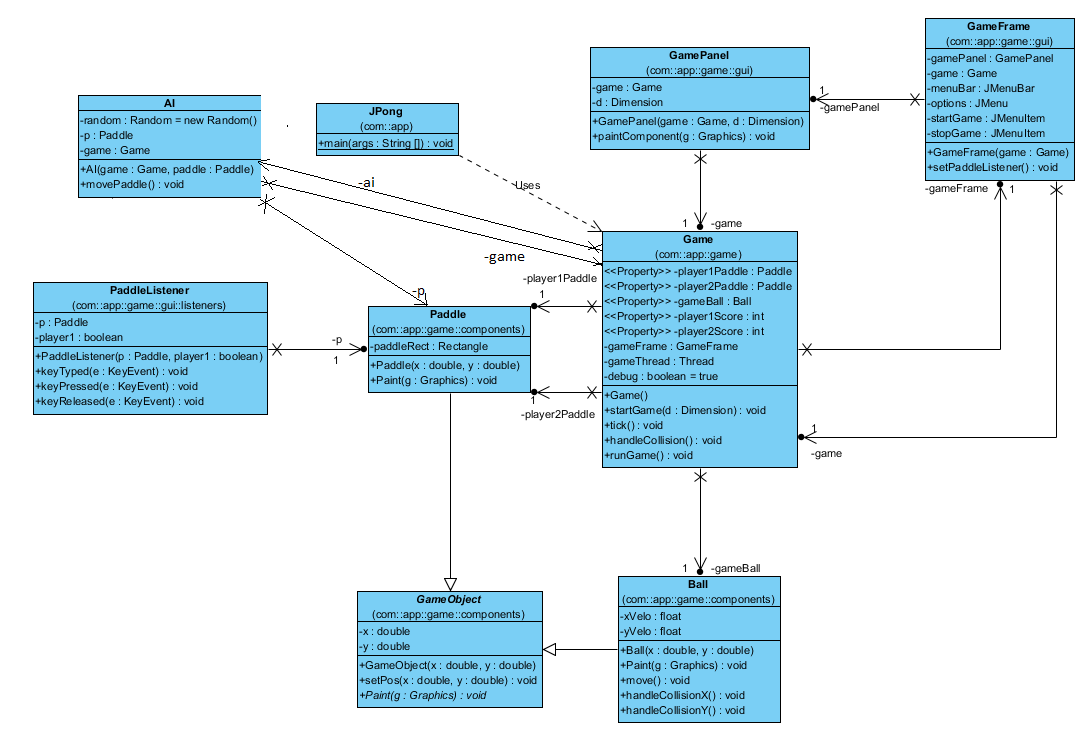 GameFrame
(com::app::game::gui)
-gamePanel : GamePanel
-game : Game
-menuBar : JMenuBar
-options : JMenu
-startGame : JMenuItem
-stopGame : JMenuItem
+GameFrame(game : Game)
+setPaddleListener() : void
GamePanel
(com::app::game::gui)
-game : Game
-d : Dimension
+GamePanel(game : Game, d : Dimension)
+paintComponent(g : Graphics) : void
1
-gamePanel
AI
-random : Random = new Random()
-p : Paddle
-game : Game
+AI(game : Game, paddle : Paddle)
+movePaddle() : void
JPong
(com::app)
+main(args : String []) : void
-ai
Uses
-game
-p
1
-game
-gameFrame
1
Game
(com::app::game)
<<Property>> -player1Paddle : Paddle
<<Property>> -player2Paddle : Paddle
<<Property>> -gameBall : Ball
<<Property>> -player1Score : int
<<Property>> -player2Score : int
-gameFrame : GameFrame
-gameThread : Thread
-debug : boolean = true
+Game()
+startGame(d : Dimension) : void
+tick() : void
+handleCollision() : void
+runGame() : void
-player1Paddle
1
1
-player2Paddle
1
-game
PaddleListener
(com::app::game::gui::listeners)
-p : Paddle
-player1 : boolean
+PaddleListener(p : Paddle, player1 : boolean)
+keyTyped(e : KeyEvent) : void
+keyPressed(e : KeyEvent) : void
+keyReleased(e : KeyEvent) : void
-p
1
Paddle
(com::app::game::components)
-paddleRect : Rectangle
+Paddle(x : double, y : double)
+Paint(g : Graphics) : void
1
-gameBall
GameObject
(com::app::game::components)
-x : double
-y : double
+GameObject(x : double, y : double)
+setPos(x : double, y : double) : void
+Paint(g : Graphics) : void
Ball
(com::app::game::components)
-xVelo : float
-yVelo : float
+Ball(x : double, y : double)
+Paint(g : Graphics) : void
+move() : void
+handleCollisionX() : void
+handleCollisionY() : void